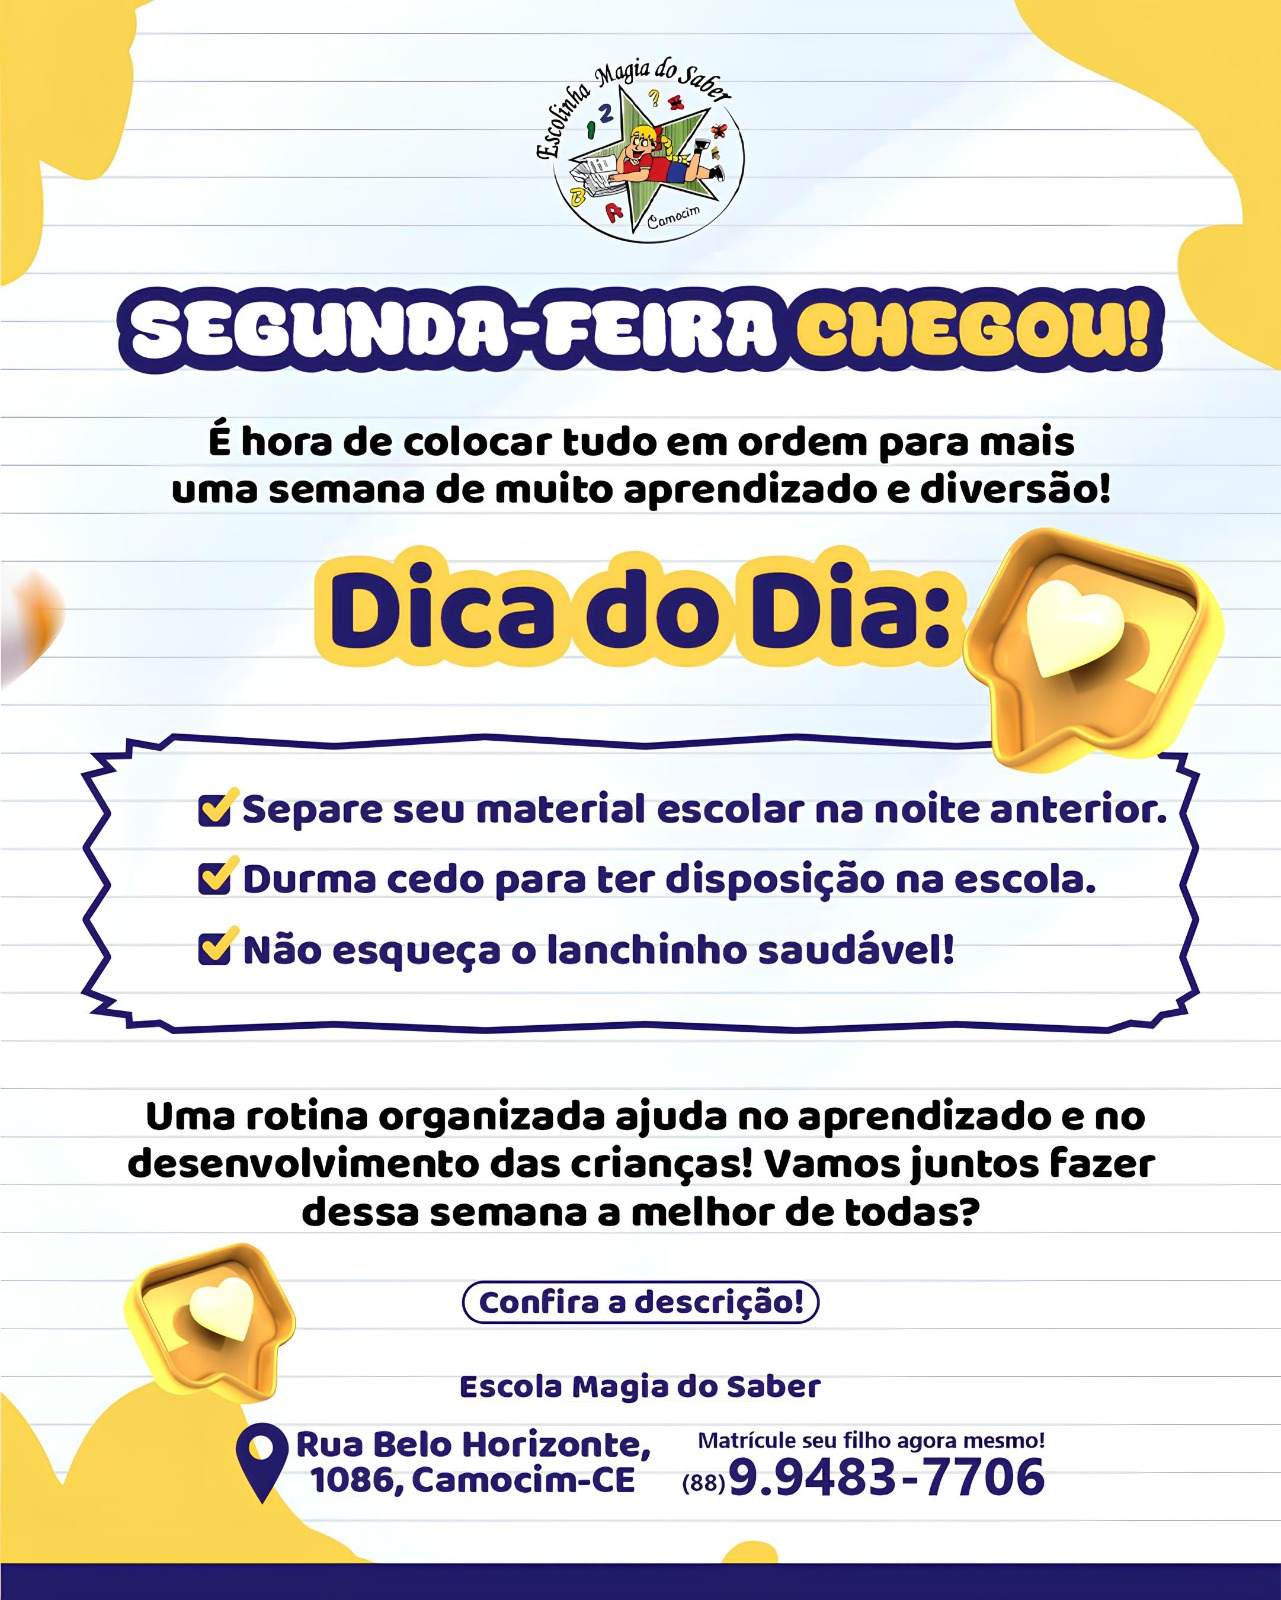 Escolinha Magia do Saber
1 2 ?
B A
Camocim
SEGUNDA-FEIRA CHEGOU!
É hora de colocar tudo em ordem para mais
uma semana de muito aprendizado e diversão!
Dica do Dia:
Separe seu material escolar na noite anterior.
Durma cedo para ter disposição na escola.
Não esqueça o lanchinho saudável!
Uma rotina organizada ajuda no aprendizado e no
desenvolvimento das crianças! Vamos juntos fazer
dessa semana a melhor de todas?
Confira a descrição!
Escola Magia do Saber
Rua Belo Horizonte,
1086, Camocim-CE
Matrícule seu filho agora mesmo!
(88) 9.9483-7706